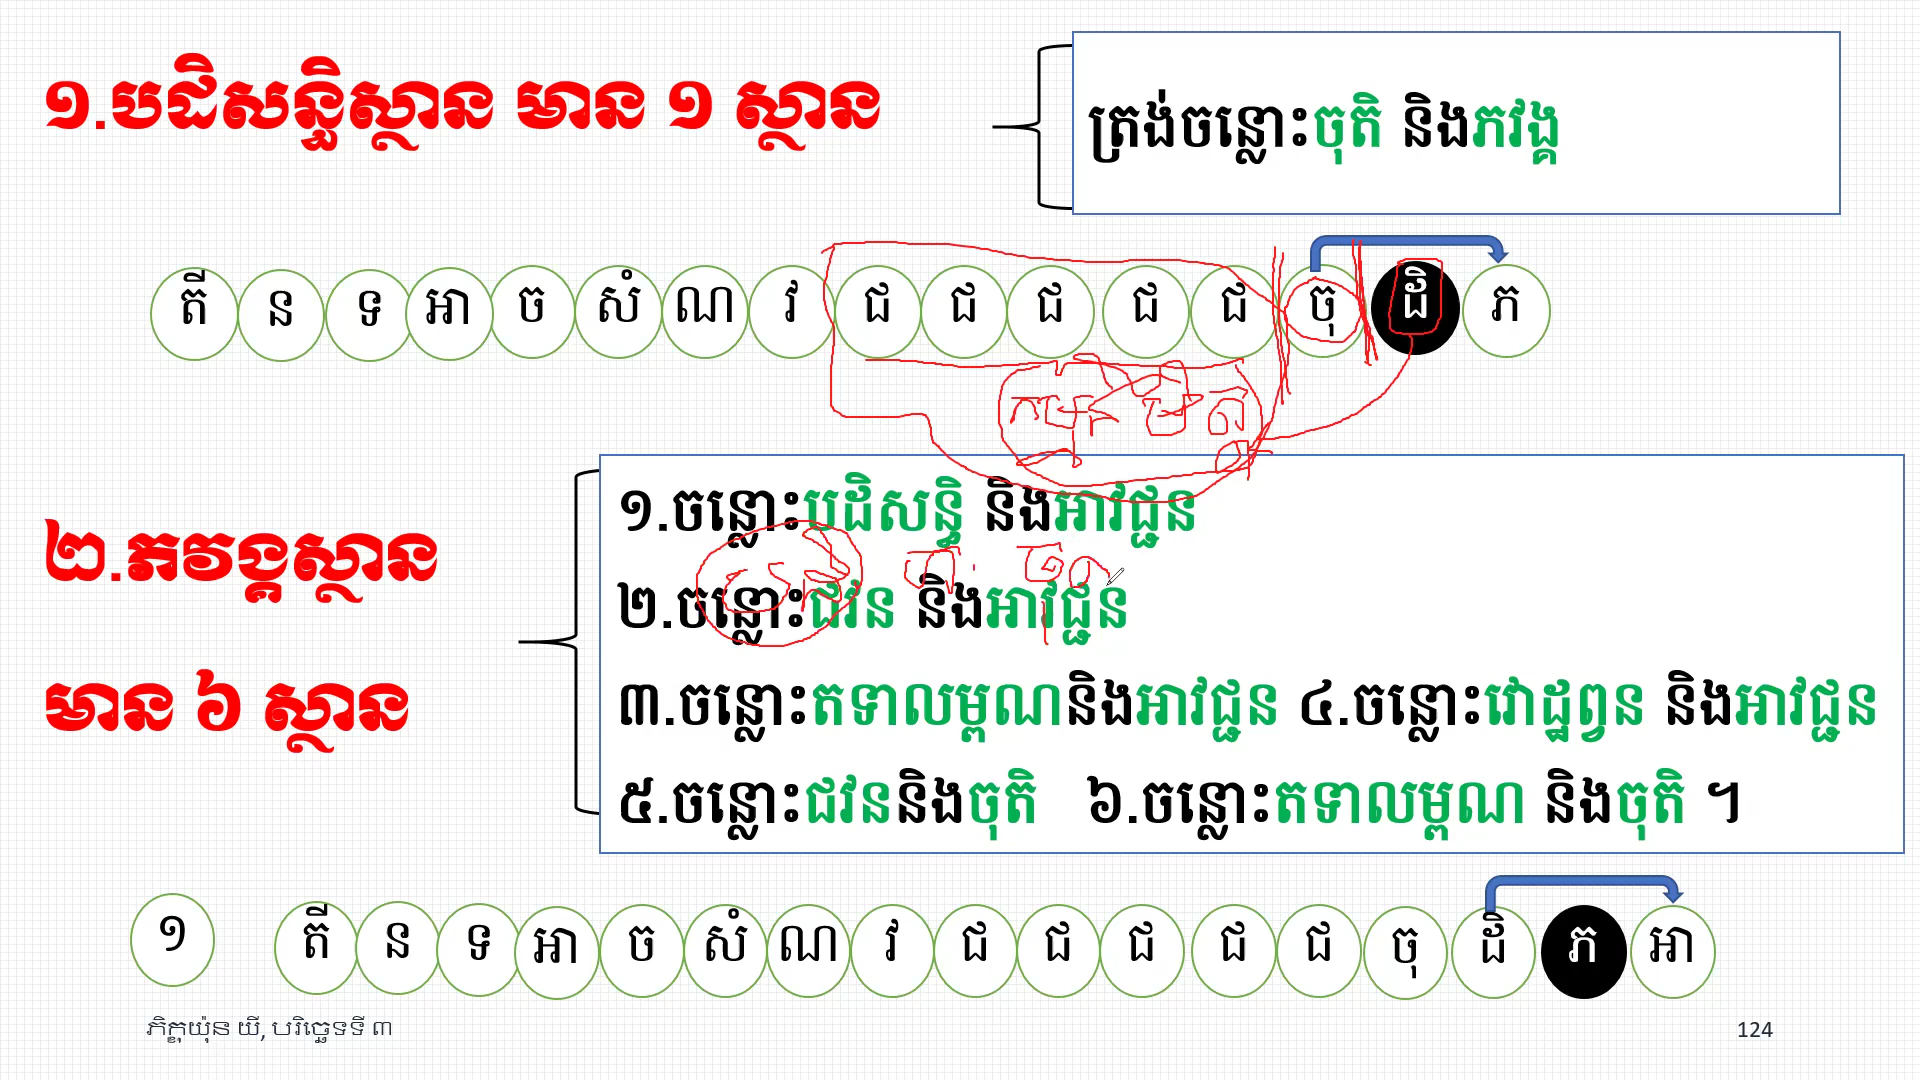 ១.បដិសន្ធិស្ថាន មាន ១ ស្ថាន
ត្រង់ចន្លោះចុតិ និងភវង្គ
តី ន ទ អា ច សំ ណ វ ជ ជ ជ ជ ជ ចុ ដិ ភ
២.ភវង្គស្ថាន
មាន ៦ ស្ថាន
១.ចន្លោះបដិសន្ធិ និងអាវជ្ជន
២.ចន្លោះជវន និងអាវជ្ជន
៣.ចន្លោះតទាលម្ពណនិងអាវជ្ជន ៤.ចន្លោះវោដ្ឋព្វន និងអាវជ្ជន
៥.ចន្លោះជវននិងចុតិ ៦.ចន្លោះតទាលម្ពណ និងចុតិ ។
១ តី ន ទ អា ច សំ ណ វ ជ ជ ជ ជ ជ ចុ ដិ ភ អា
ភិក្ខុយ៉ុន យី, បរិច្ឆេទទី ៣
124